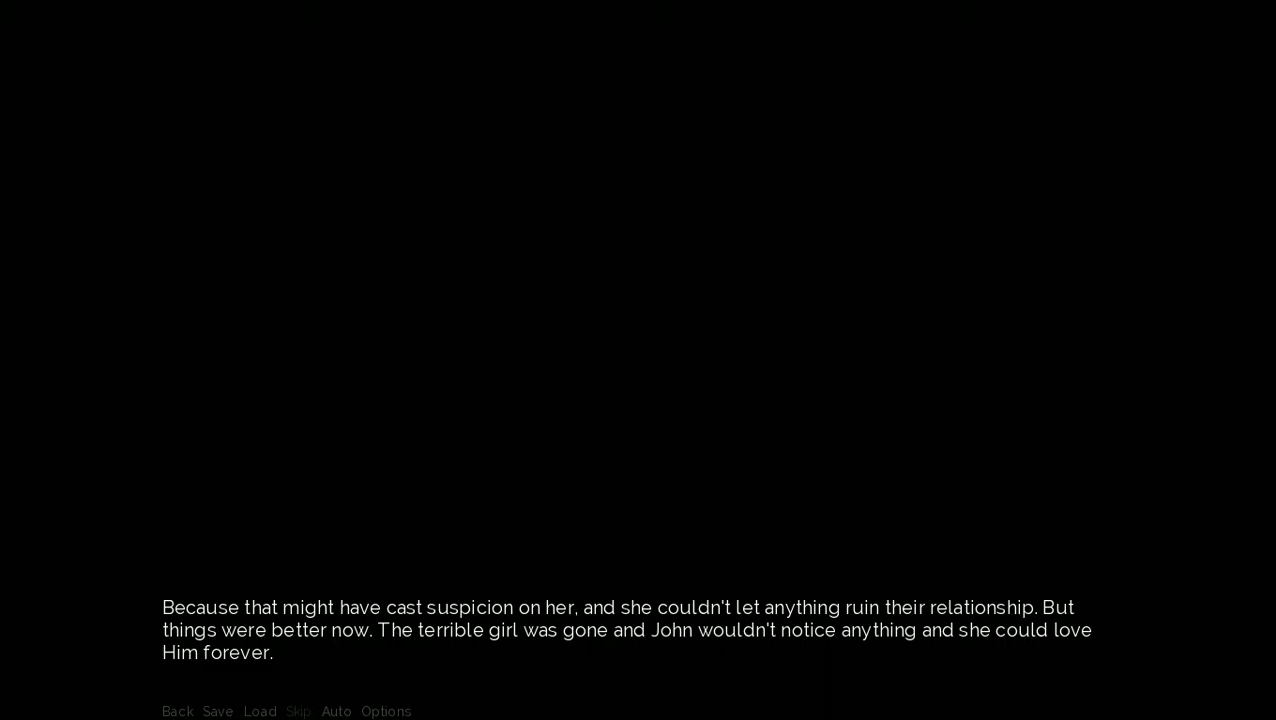 Because that might have cast suspicion on her, and she couldn't let anything ruin their relationship. But
things were better now. The terrible girl was gone and John wouldn't notice anything and she could love
Him forever.
Back Save Load Skip Auto Options